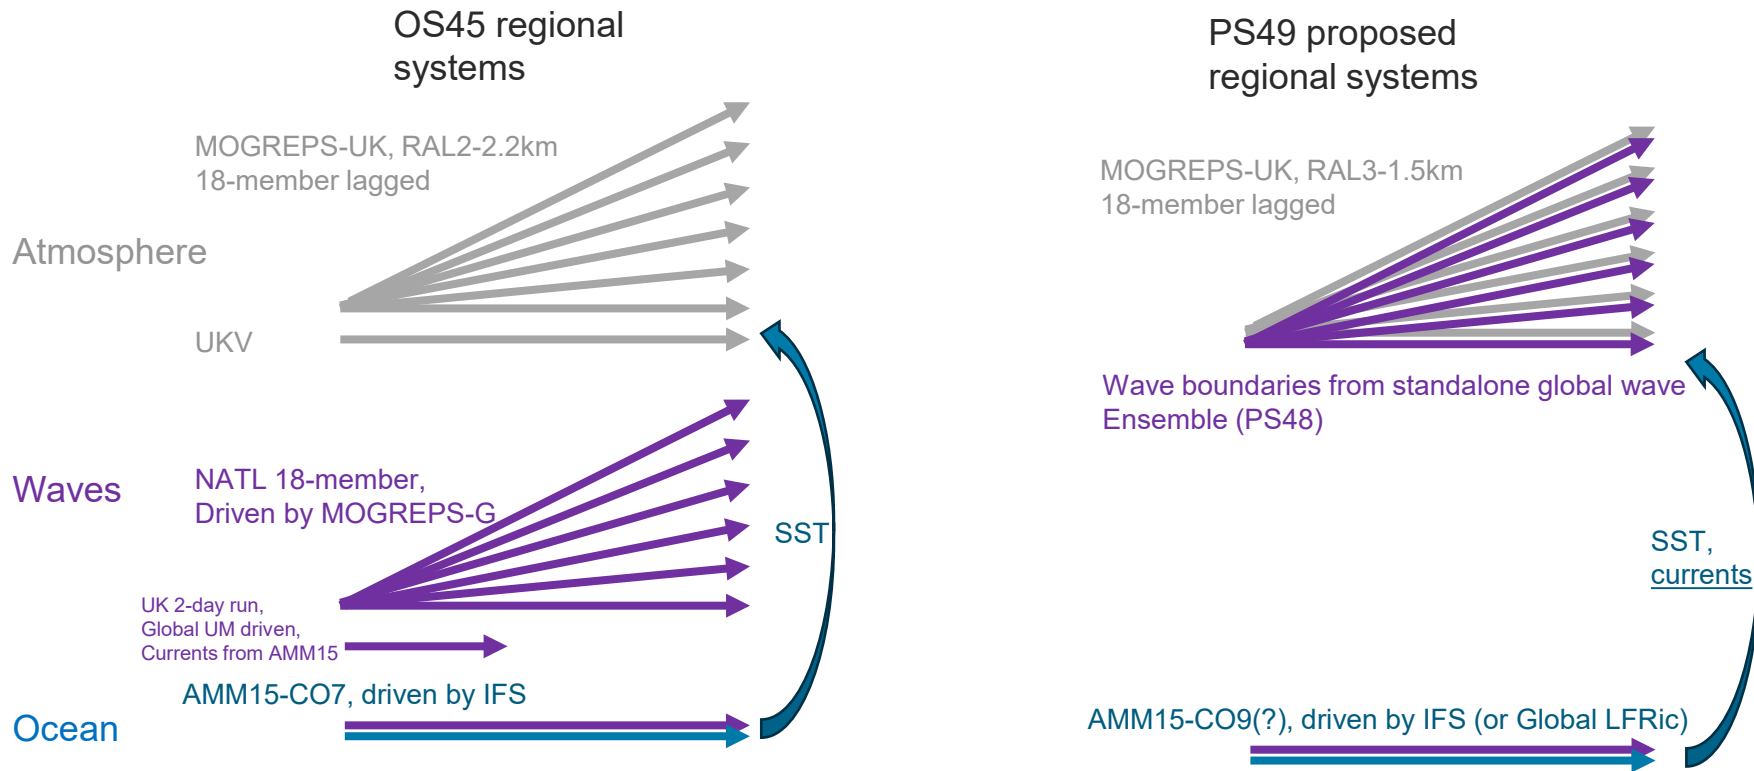 OS45 regional
systems
MOGREPS-UK, RAL2-2.2km
18-member lagged
Atmosphere
UKV
Waves
NATL 18-member,
Driven by MOGREPS-G
SST
UK 2-day run,
Global UM driven,
Currents from AMM15
AMM15-CO7, driven by IFS
Ocean
PS49 proposed
regional systems
MOGREPS-UK, RAL3-1.5km
18-member lagged
Wave boundaries from standalone global wave
Ensemble (PS48)
SST,
currents
AMM15-CO9(?), driven by IFS (or Global LFRic)